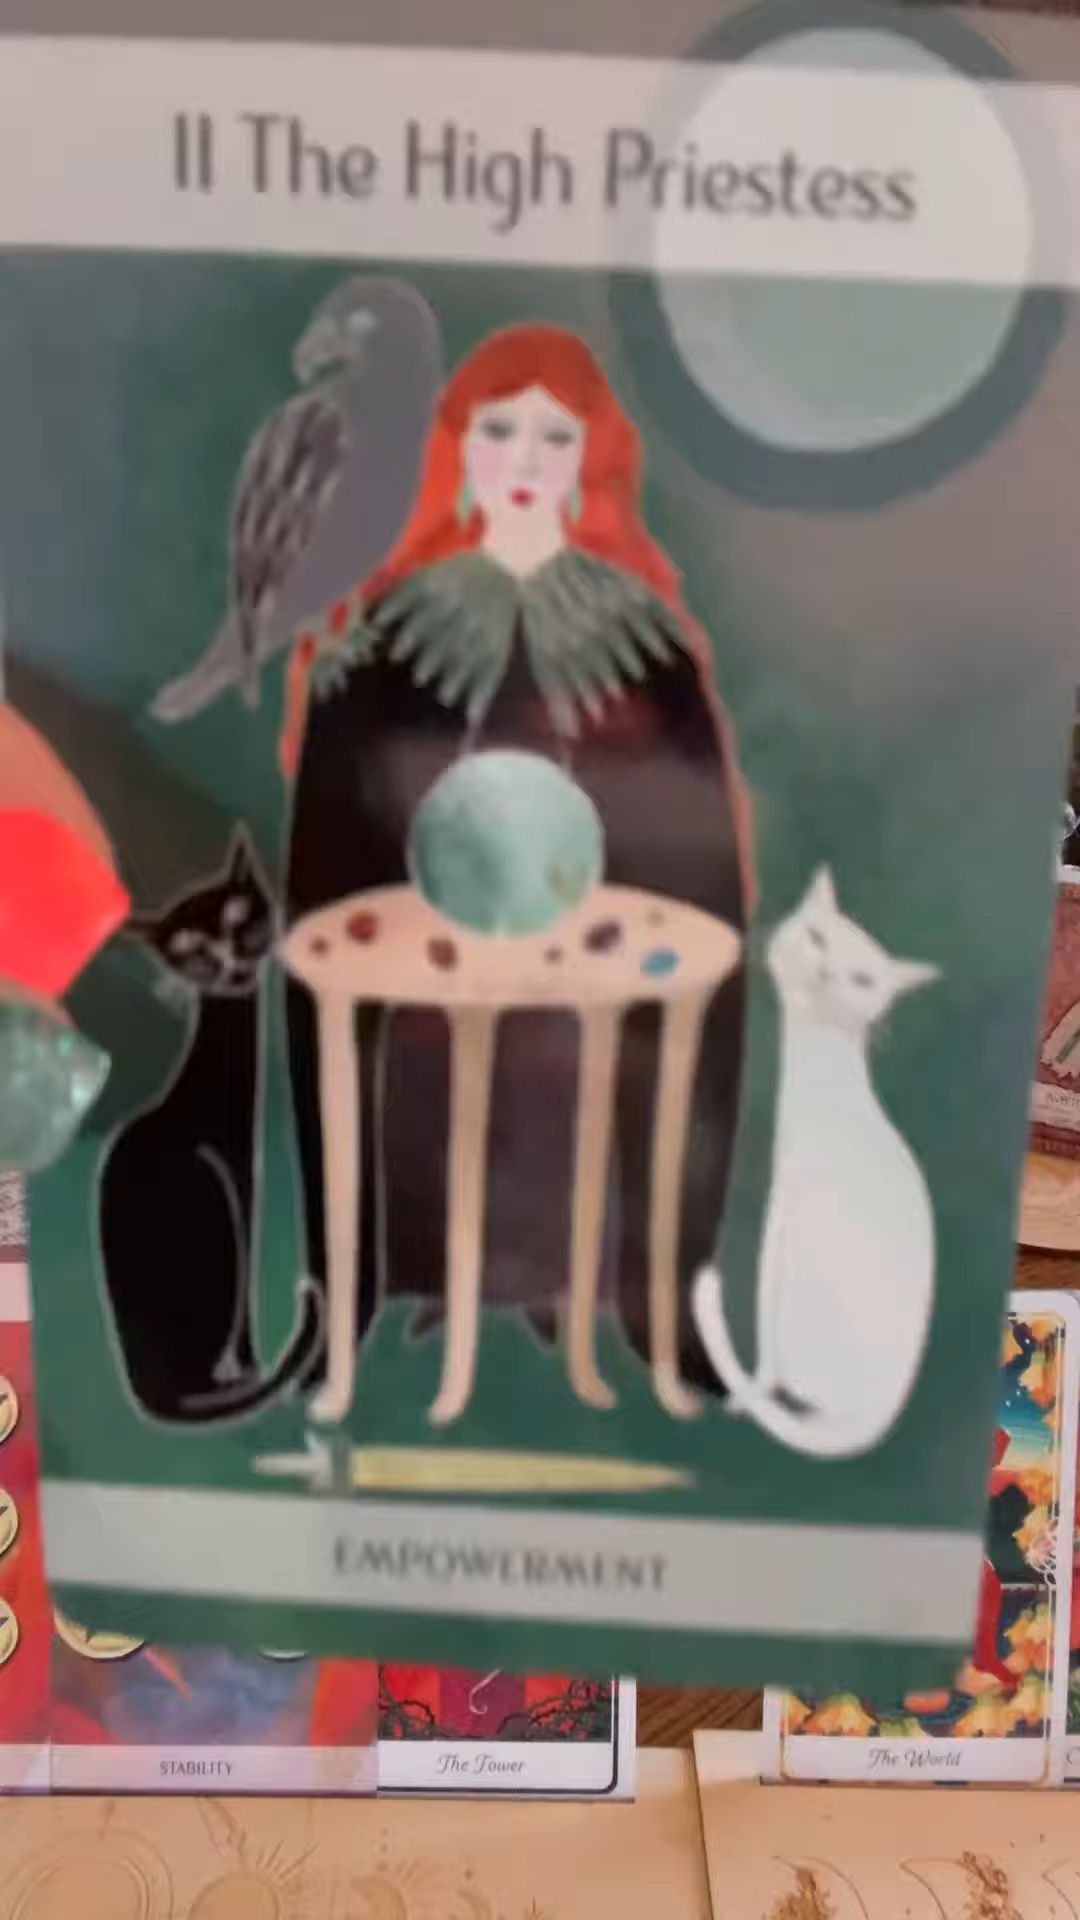 II The High Priestess
EMPOWERMENT
STABILITY
The Tower
The World